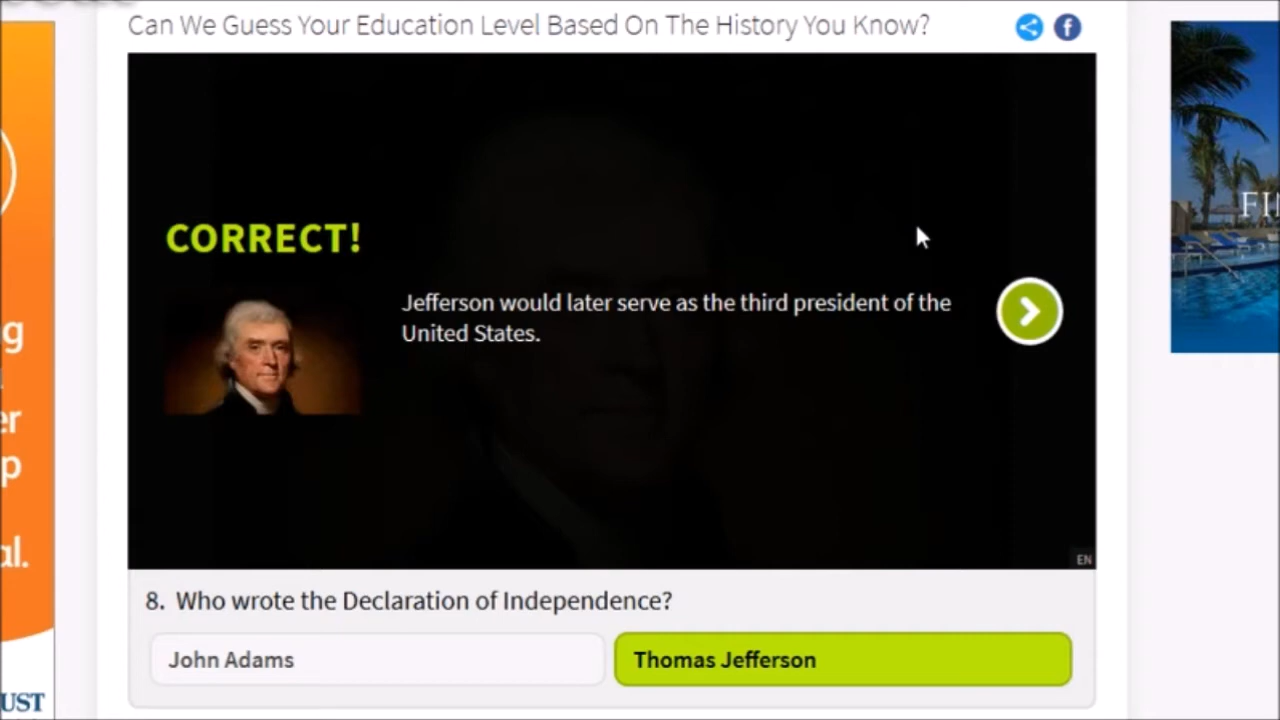 Can We Guess Your Education Level Based On The History You Know?
CORRECT!
Jefferson would later serve as the third president of the
United States.
EN
8. Who wrote the Declaration of Independence?
John Adams
Thomas Jefferson